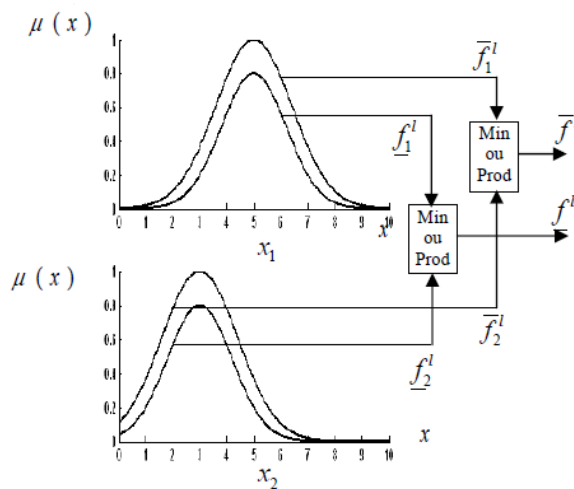 μ ( x )
1
0.8
0.6
0.4
0.2
0
0 1 2 3 4 5 6 7 8 9 10
x
x₁
f̅₁ˡ
f̲₁ˡ
Min
ou
Prod
f̅
Min
ou
Prod
f̲ˡ
μ ( x )
1
0.8
0.6
0.4
0.2
0
0 1 2 3 4 5 6 7 8 9 10
x
x₂
f̅₂ˡ
f̲₂ˡ